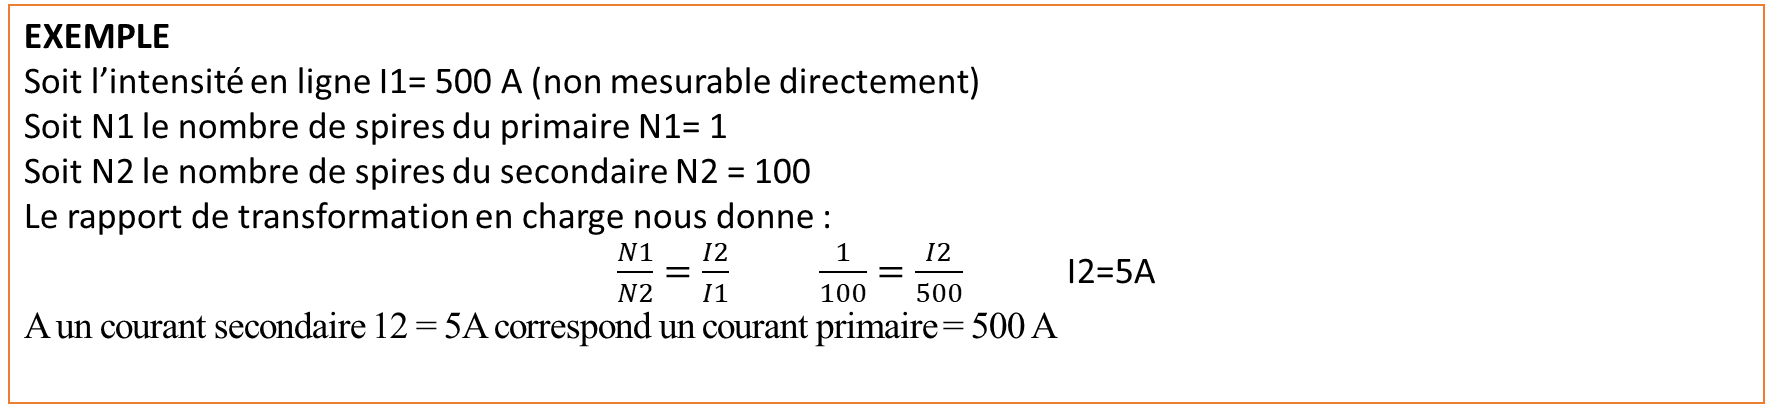 EXEMPLE
Soit l’intensité en ligne I1= 500 A (non mesurable directement)
Soit N1 le nombre de spires du primaire N1= 1
Soit N2 le nombre de spires du secondaire N2 = 100
Le rapport de transformation en charge nous donne :
N1/N2 = I2/I1 1/100 = I2/500 I2=5A
A un courant secondaire 12 = 5A correspond un courant primaire = 500 A